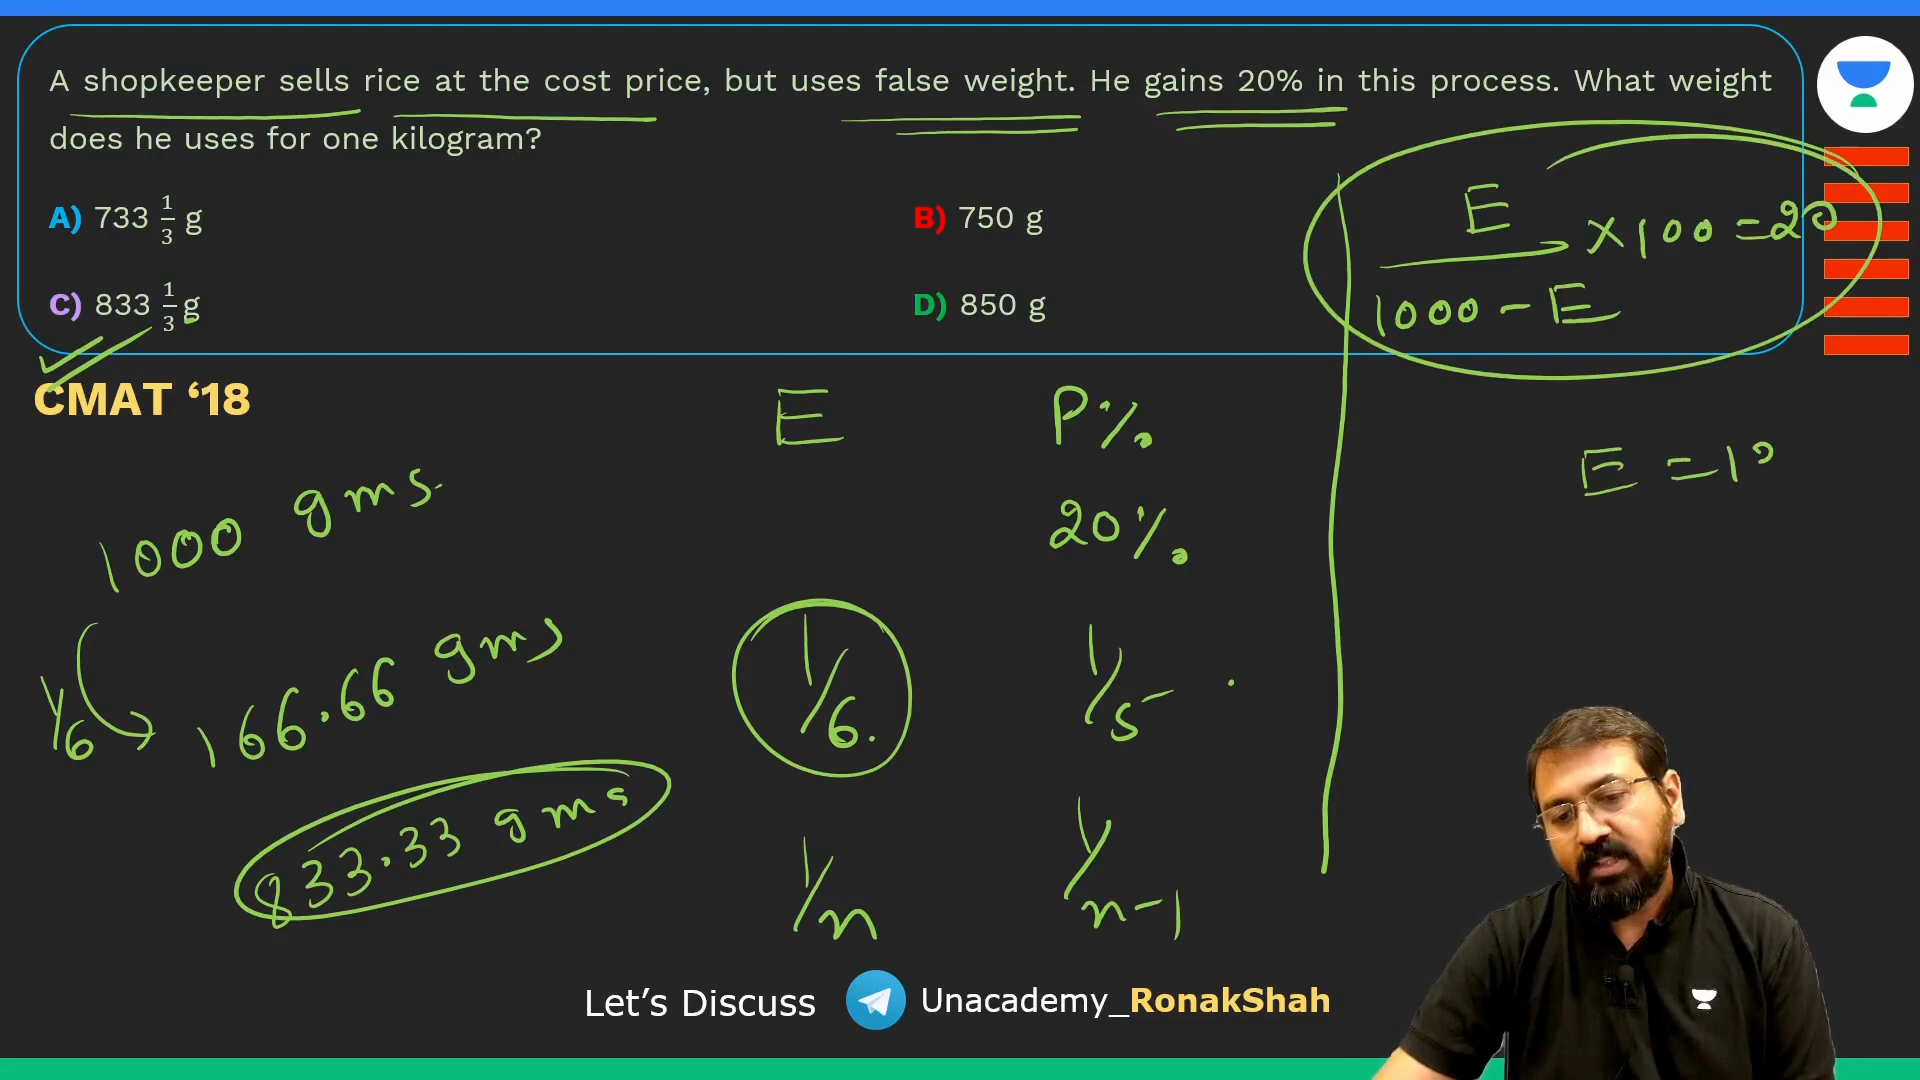 A shopkeeper sells rice at the cost price, but uses false weight. He gains 20% in this process. What weight
does he uses for one kilogram?
A) 733 1/3 g
B) 750 g
C) 833 1/3 g
D) 850 g
E
× 100 = 20
1000 - E
CMAT ‘18
E
P%
E =
1000 gms.
20%
1/6 166.66 gms
1/6
1/5
833.33 gms
1/n
1/n-1
Let’s Discuss
Unacademy_RonakShah